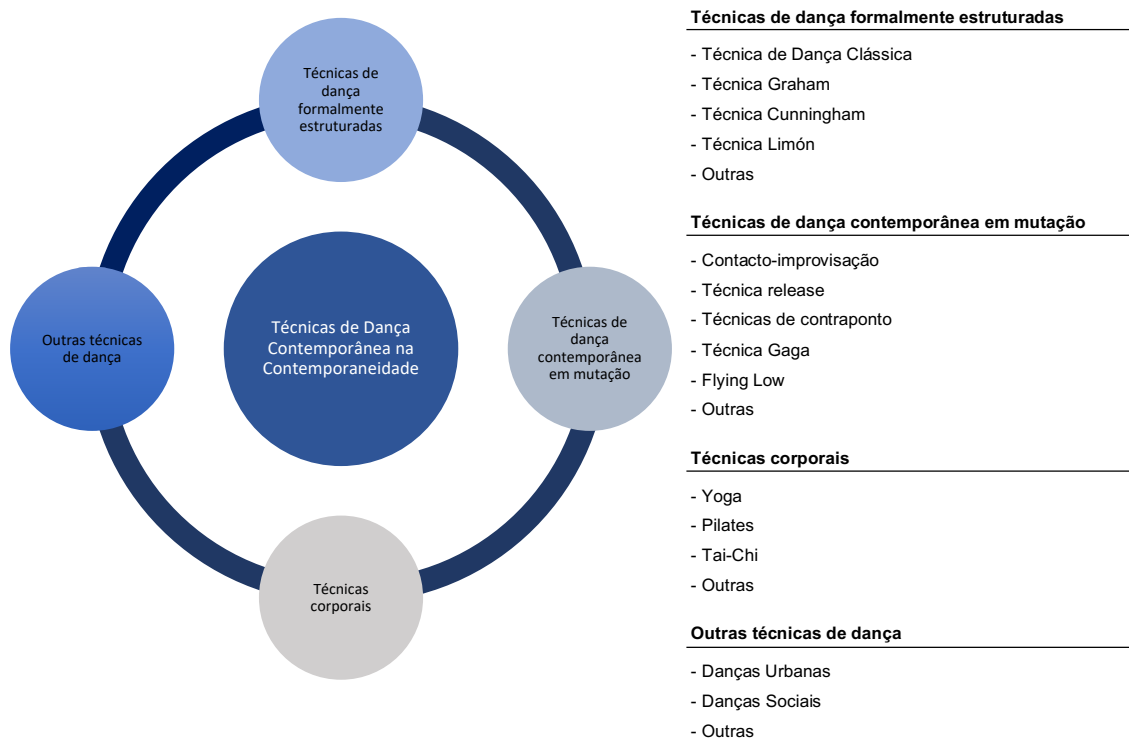 Técnicas de
dança
formalmente
estruturadas
Outras técnicas
de dança
Técnicas de Dança
Contemporânea na
Contemporaneidade
Técnicas de
dança
contemporânea
em mutação
Técnicas
corporais
Técnicas de dança formalmente estruturadas
- Técnica de Dança Clássica
- Técnica Graham
- Técnica Cunningham
- Técnica Limón
- Outras
Técnicas de dança contemporânea em mutação
- Contacto-improvisação
- Técnica release
- Técnicas de contraponto
- Técnica Gaga
- Flying Low
- Outras
Técnicas corporais
- Yoga
- Pilates
- Tai-Chi
- Outras
Outras técnicas de dança
- Danças Urbanas
- Danças Sociais
- Outras